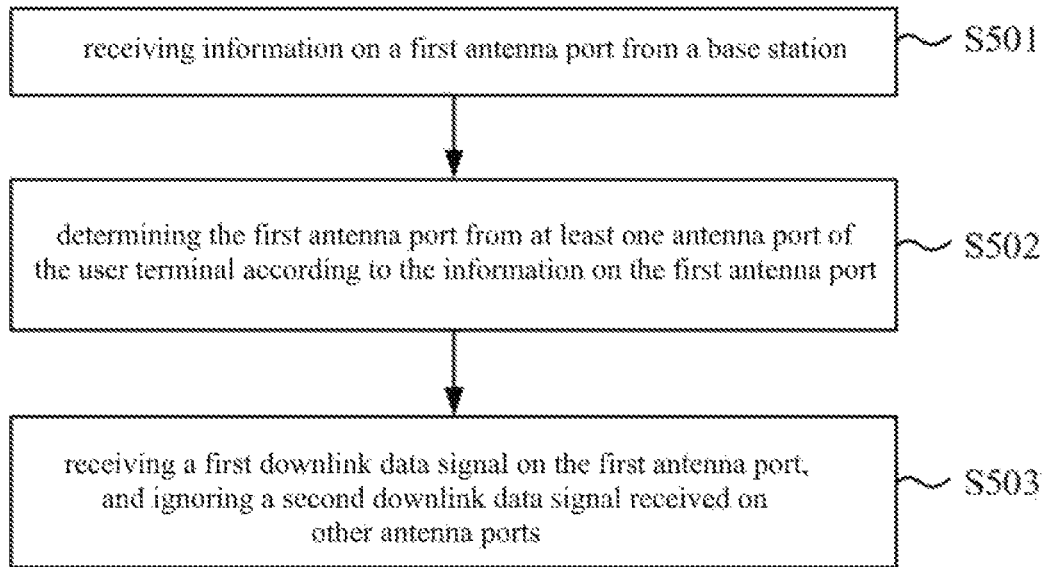 receiving information on a first antenna port from a base station
S501
determining the first antenna port from at least one antenna port of
the user terminal according to the information on the first antenna port
S502
receiving a first downlink data signal on the first antenna port,
and ignoring a second downlink data signal received on
other antenna ports
S503